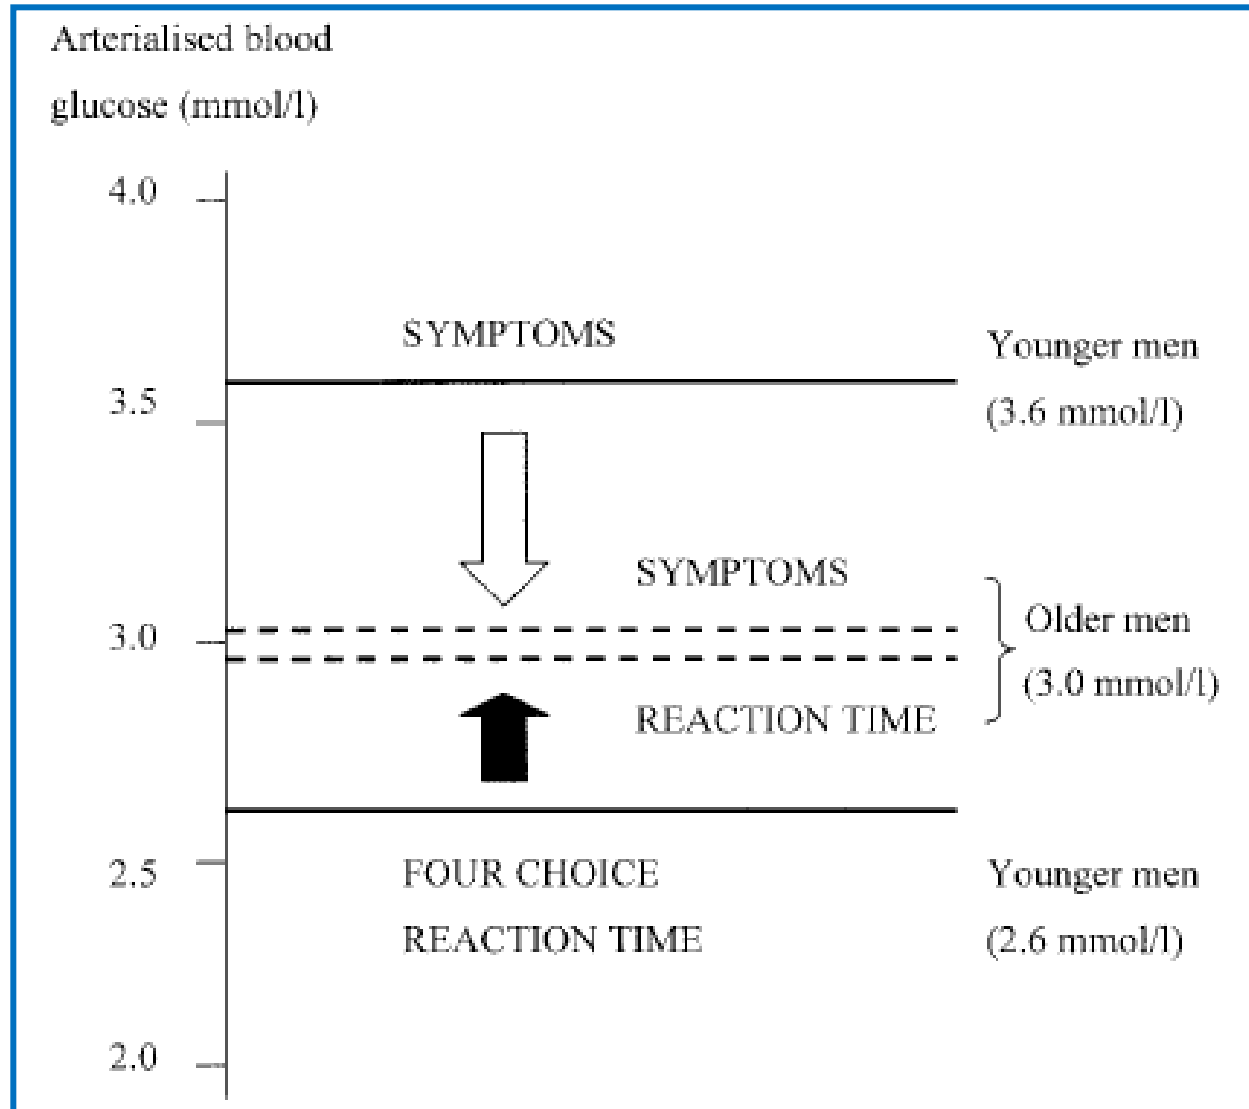 Arterialised blood
glucose (mmol/l)
4.0
SYMPTOMS
Younger men
3.5
(3.6 mmol/l)
SYMPTOMS
Older men
3.0
(3.0 mmol/l)
REACTION TIME
2.5
FOUR CHOICE
Younger men
REACTION TIME
(2.6 mmol/l)
2.0